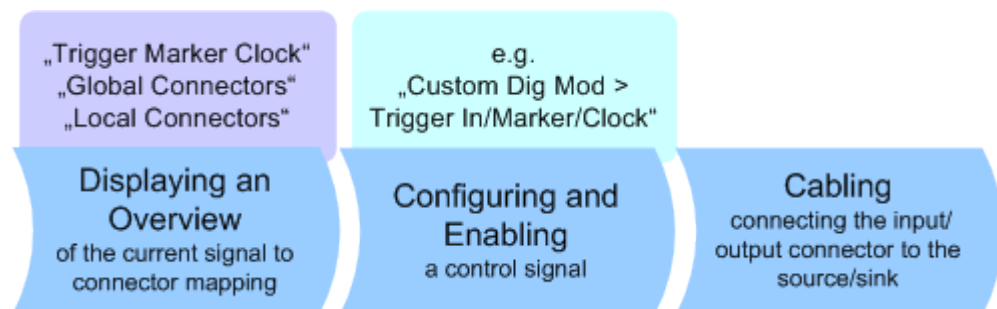 „Trigger Marker Clock“
„Global Connectors“
„Local Connectors“
Displaying an
Overview
of the current signal to
connector mapping
e.g.
„Custom Dig Mod >
Trigger In/Marker/Clock“
Configuring and
Enabling
a control signal
Cabling
connecting the input/
output connector to the
source/sink